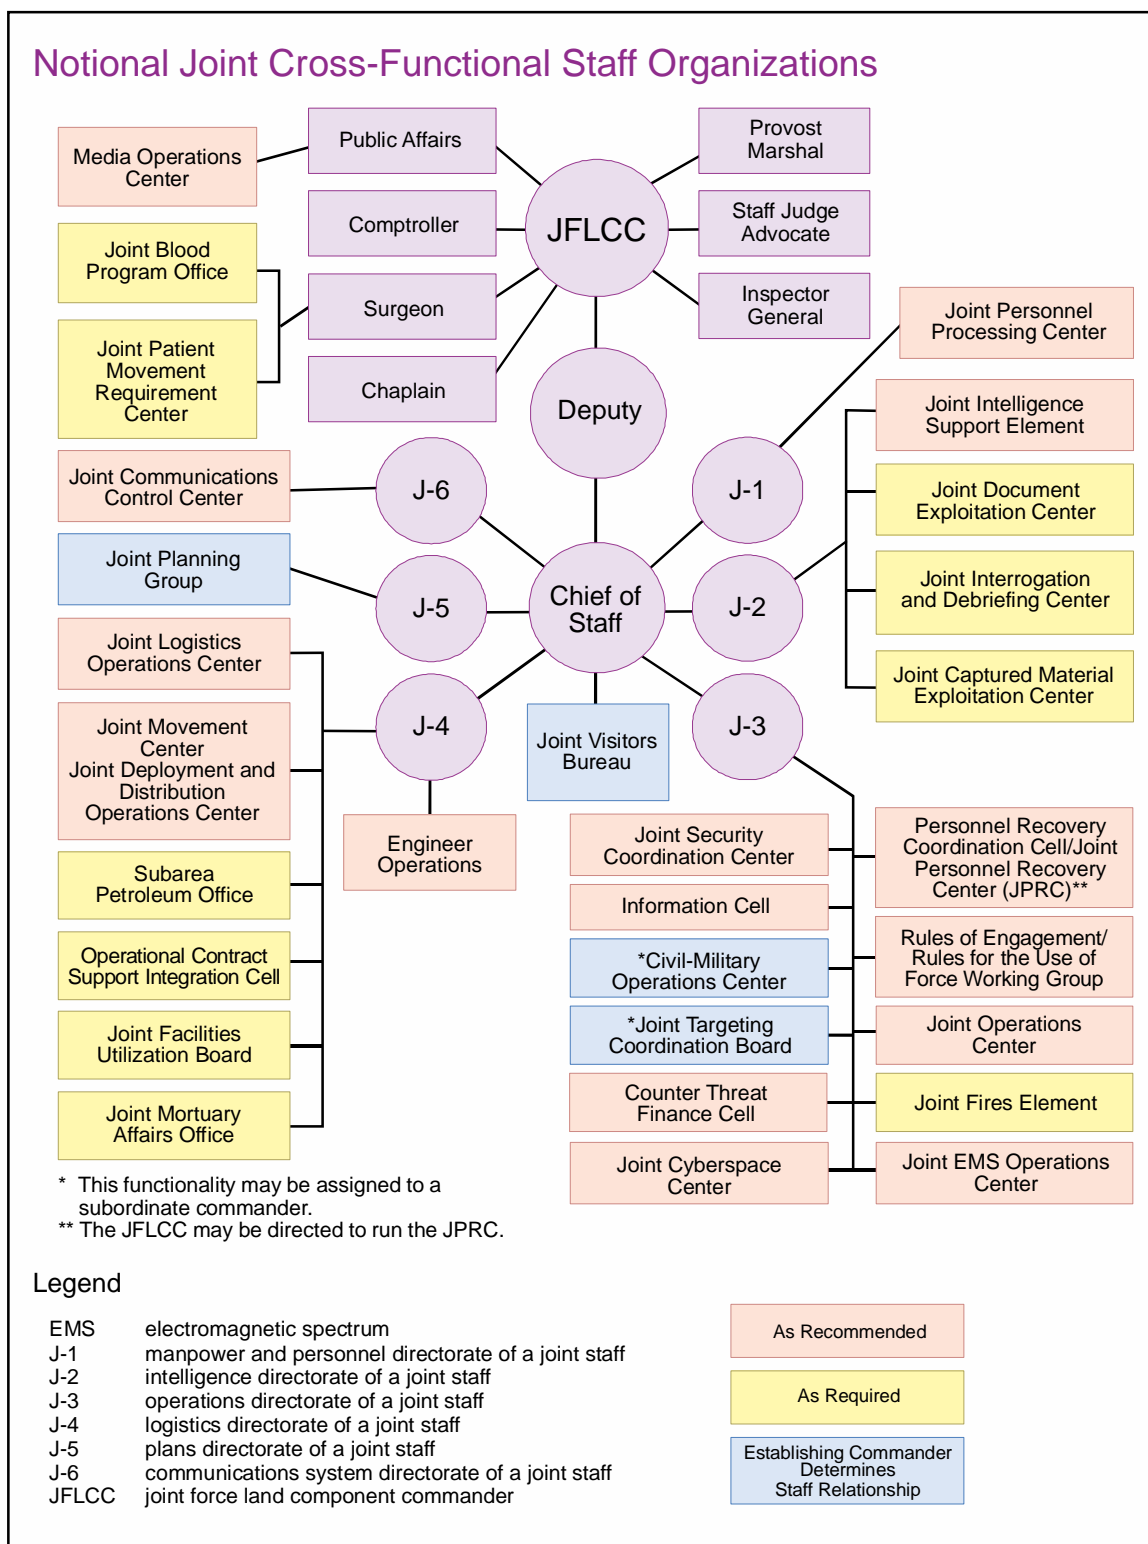 Notional Joint Cross-Functional Staff Organizations
Media Operations
Center
Public Affairs
Provost
Marshal
JFLCC
Comptroller
Staff Judge
Advocate
Joint Blood
Program Office
Surgeon
Inspector
General
Joint Personnel
Processing Center
Joint Patient
Movement
Requirement
Center
Chaplain
Deputy
Joint Intelligence
Support Element
Joint Communications
Control Center
J-6
J-1
Joint Document
Exploitation Center
Joint Planning
Group
J-5
Chief of
Staff
J-2
Joint Interrogation
and Debriefing Center
Joint Logistics
Operations Center
Joint Captured Material
Exploitation Center
J-4
Joint Visitors
Bureau
J-3
Joint Movement
Center
Joint Deployment and
Distribution
Operations Center
Engineer
Operations
Joint Security
Coordination Center
Personnel Recovery
Coordination Cell/Joint
Personnel Recovery
Center (JPRC)**
Subarea
Petroleum Office
Information Cell
Operational Contract
Support Integration Cell
*Civil-Military
Operations Center
Rules of Engagement/
Rules for the Use of
Force Working Group
Joint Facilities
Utilization Board
*Joint Targeting
Coordination Board
Joint Operations
Center
Joint Mortuary
Affairs Office
Counter Threat
Finance Cell
Joint Fires Element
Joint Cyberspace
Center
Joint EMS Operations
Center
* This functionality may be assigned to a
subordinate commander.
** The JFLCC may be directed to run the JPRC.
Legend
EMS electromagnetic spectrum
J-1 manpower and personnel directorate of a joint staff
J-2 intelligence directorate of a joint staff
J-3 operations directorate of a joint staff
J-4 logistics directorate of a joint staff
J-5 plans directorate of a joint staff
J-6 communications system directorate of a joint staff
JFLCC joint force land component commander
As Recommended
As Required
Establishing Commander
Determines
Staff Relationship